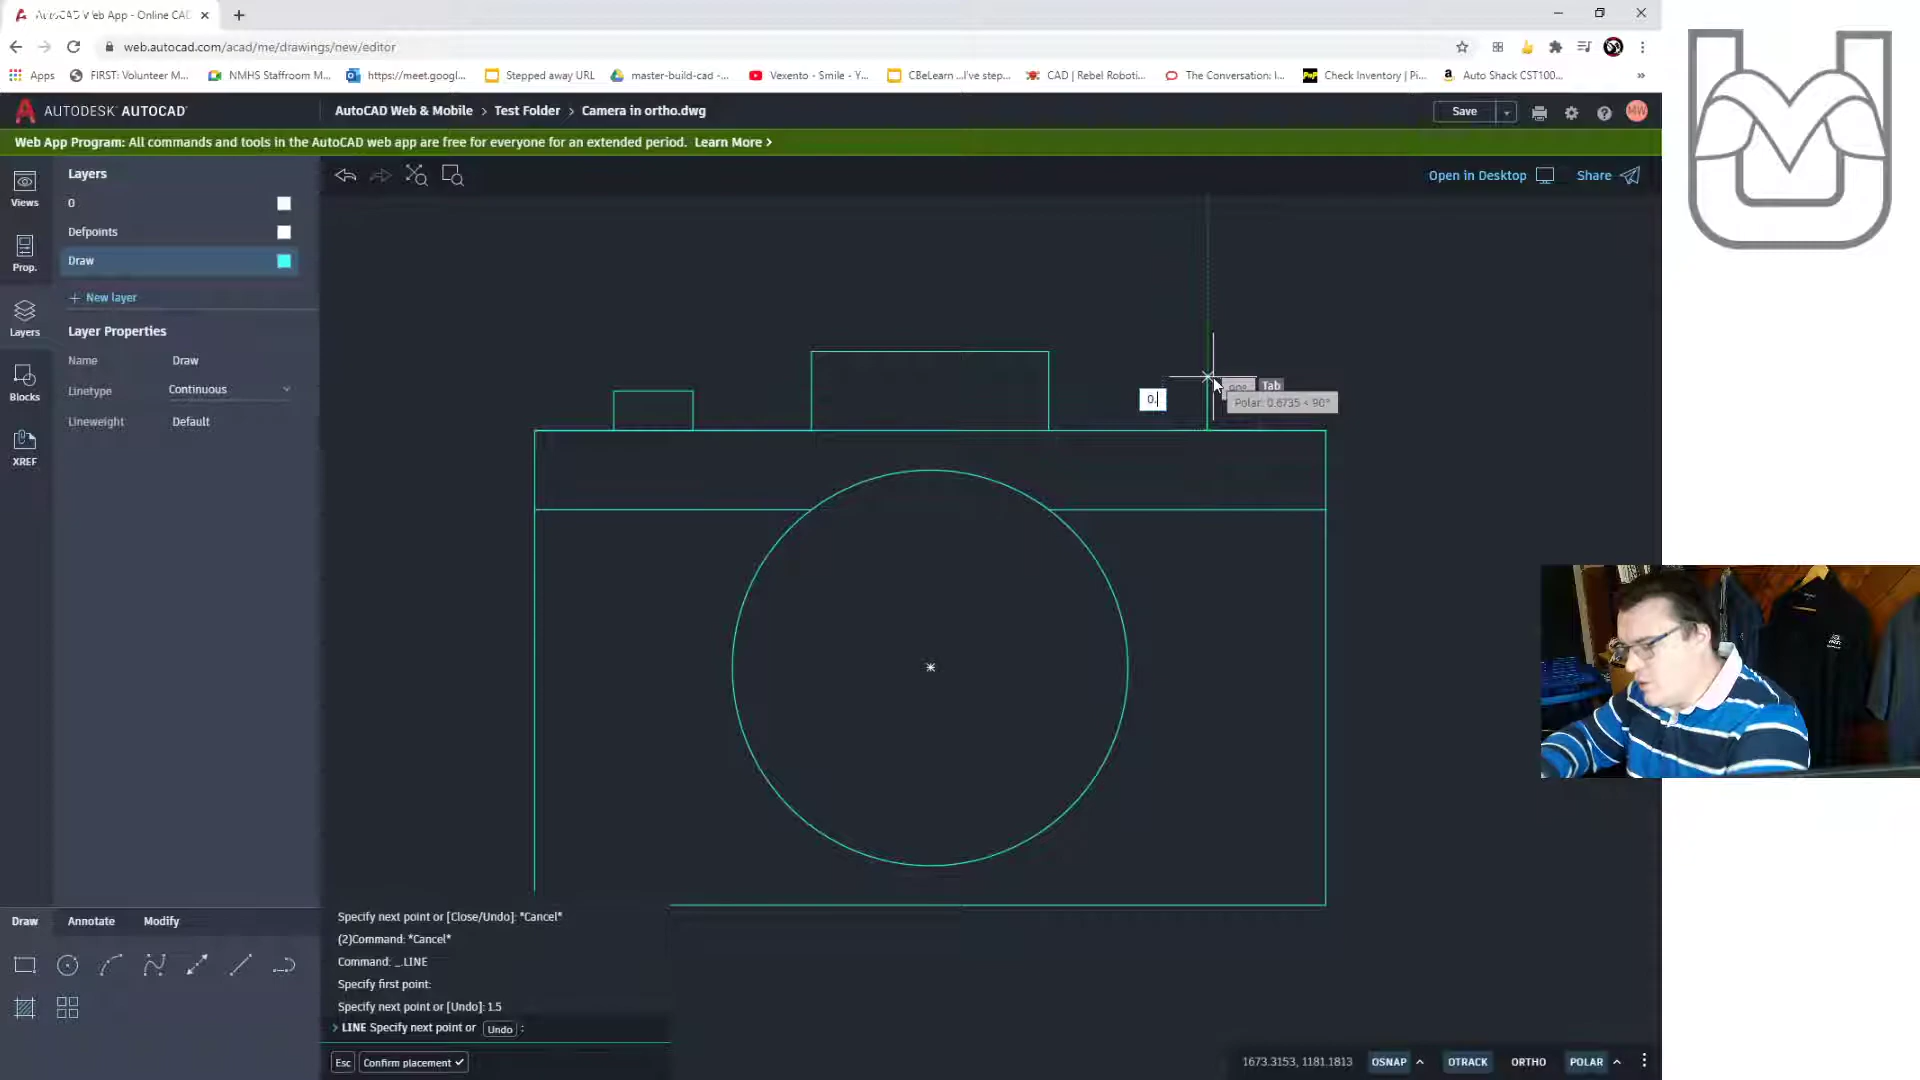 AutoCAD Web App - Online CAD
web.autocad.com/acad/me/drawings/new/editor
Apps
FIRST: Volunteer M...
NMHS Staffroom M...
https://meet.googl...
Stepped away URL
master-build-cad -...
Vexento - Smile - Y...
CBeLearn ...I've step...
CAD | Rebel Roboti...
The Conversation: I...
Check Inventory | Pi...
Auto Shack CST100...
»
AUTODESK AUTOCAD
AutoCAD Web & Mobile > Test Folder > Camera in ortho.dwg
Save
MW
Web App Program: All commands and tools in the AutoCAD web app are free for everyone for an extended period. Learn More >
Views
Prop.
Layers
Blocks
XREF
Layers
0
Defpoints
Draw
+ New layer
Layer Properties
Name Draw
Linetype Continuous
Lineweight Default
Open in Desktop
Share
0.
90°
Tab
Polar: 0.6735 < 90°
Draw
Annotate
Modify
Specify next point or [Close/Undo]: *Cancel*
(2)Command: *Cancel*
Command: _.LINE
Specify first point:
Specify next point or [Undo]: 1.5
> LINE Specify next point or Undo :
Esc
Confirm placement
1673.3153, 1181.1813
OSNAP
OTRACK
ORTHO
POLAR